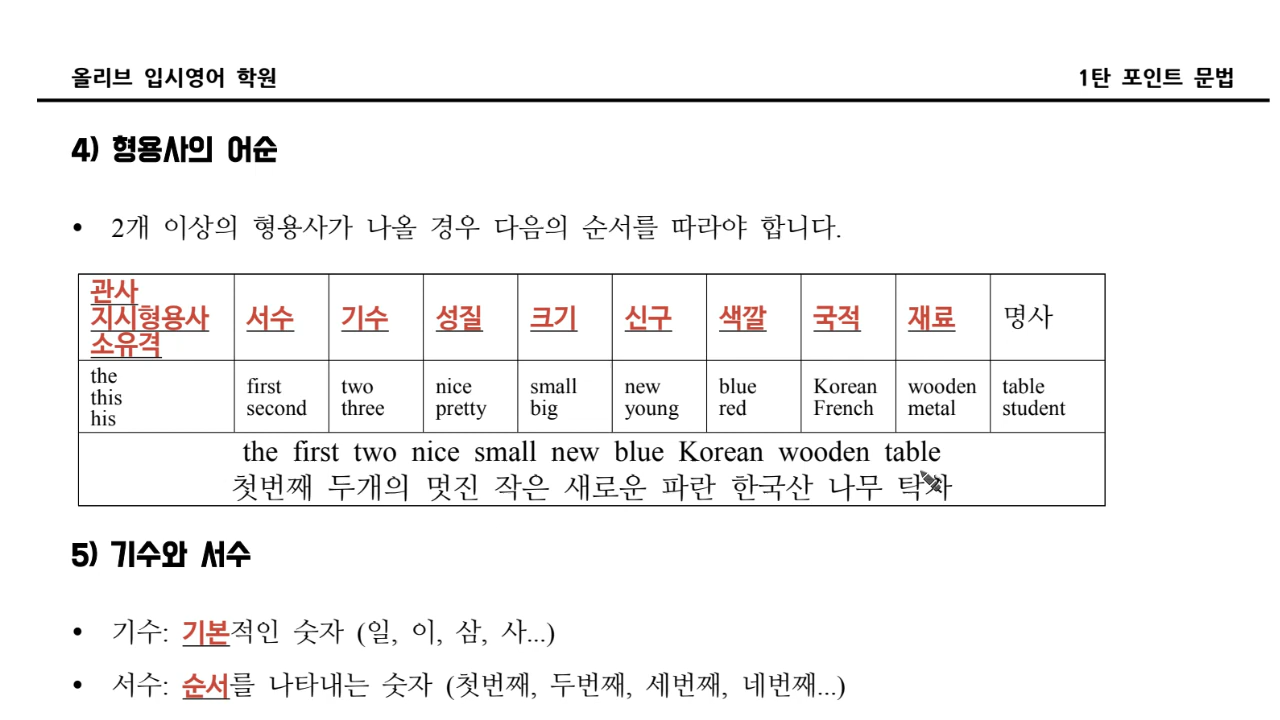 올리브 입시영어 학원
1탄 포인트 문법
4) 형용사의 어순
• 2개 이상의 형용사가 나올 경우 다음의 순서를 따라야 합니다.
관사
지시형용사
소유격
서수
기수
성질
크기
신구
색깔
국적
재료
명사
the
this
his
first
second
two
three
nice
pretty
small
big
new
young
blue
red
Korean
French
wooden
metal
table
student
the first two nice small new blue Korean wooden table
첫번째 두개의 멋진 작은 새로운 파란 한국산 나무 탁자
5) 기수와 서수
• 기수: 기본적인 숫자 (일, 이, 삼, 사...)
• 서수: 순서를 나타내는 숫자 (첫번째, 두번째, 세번째, 네번째...)